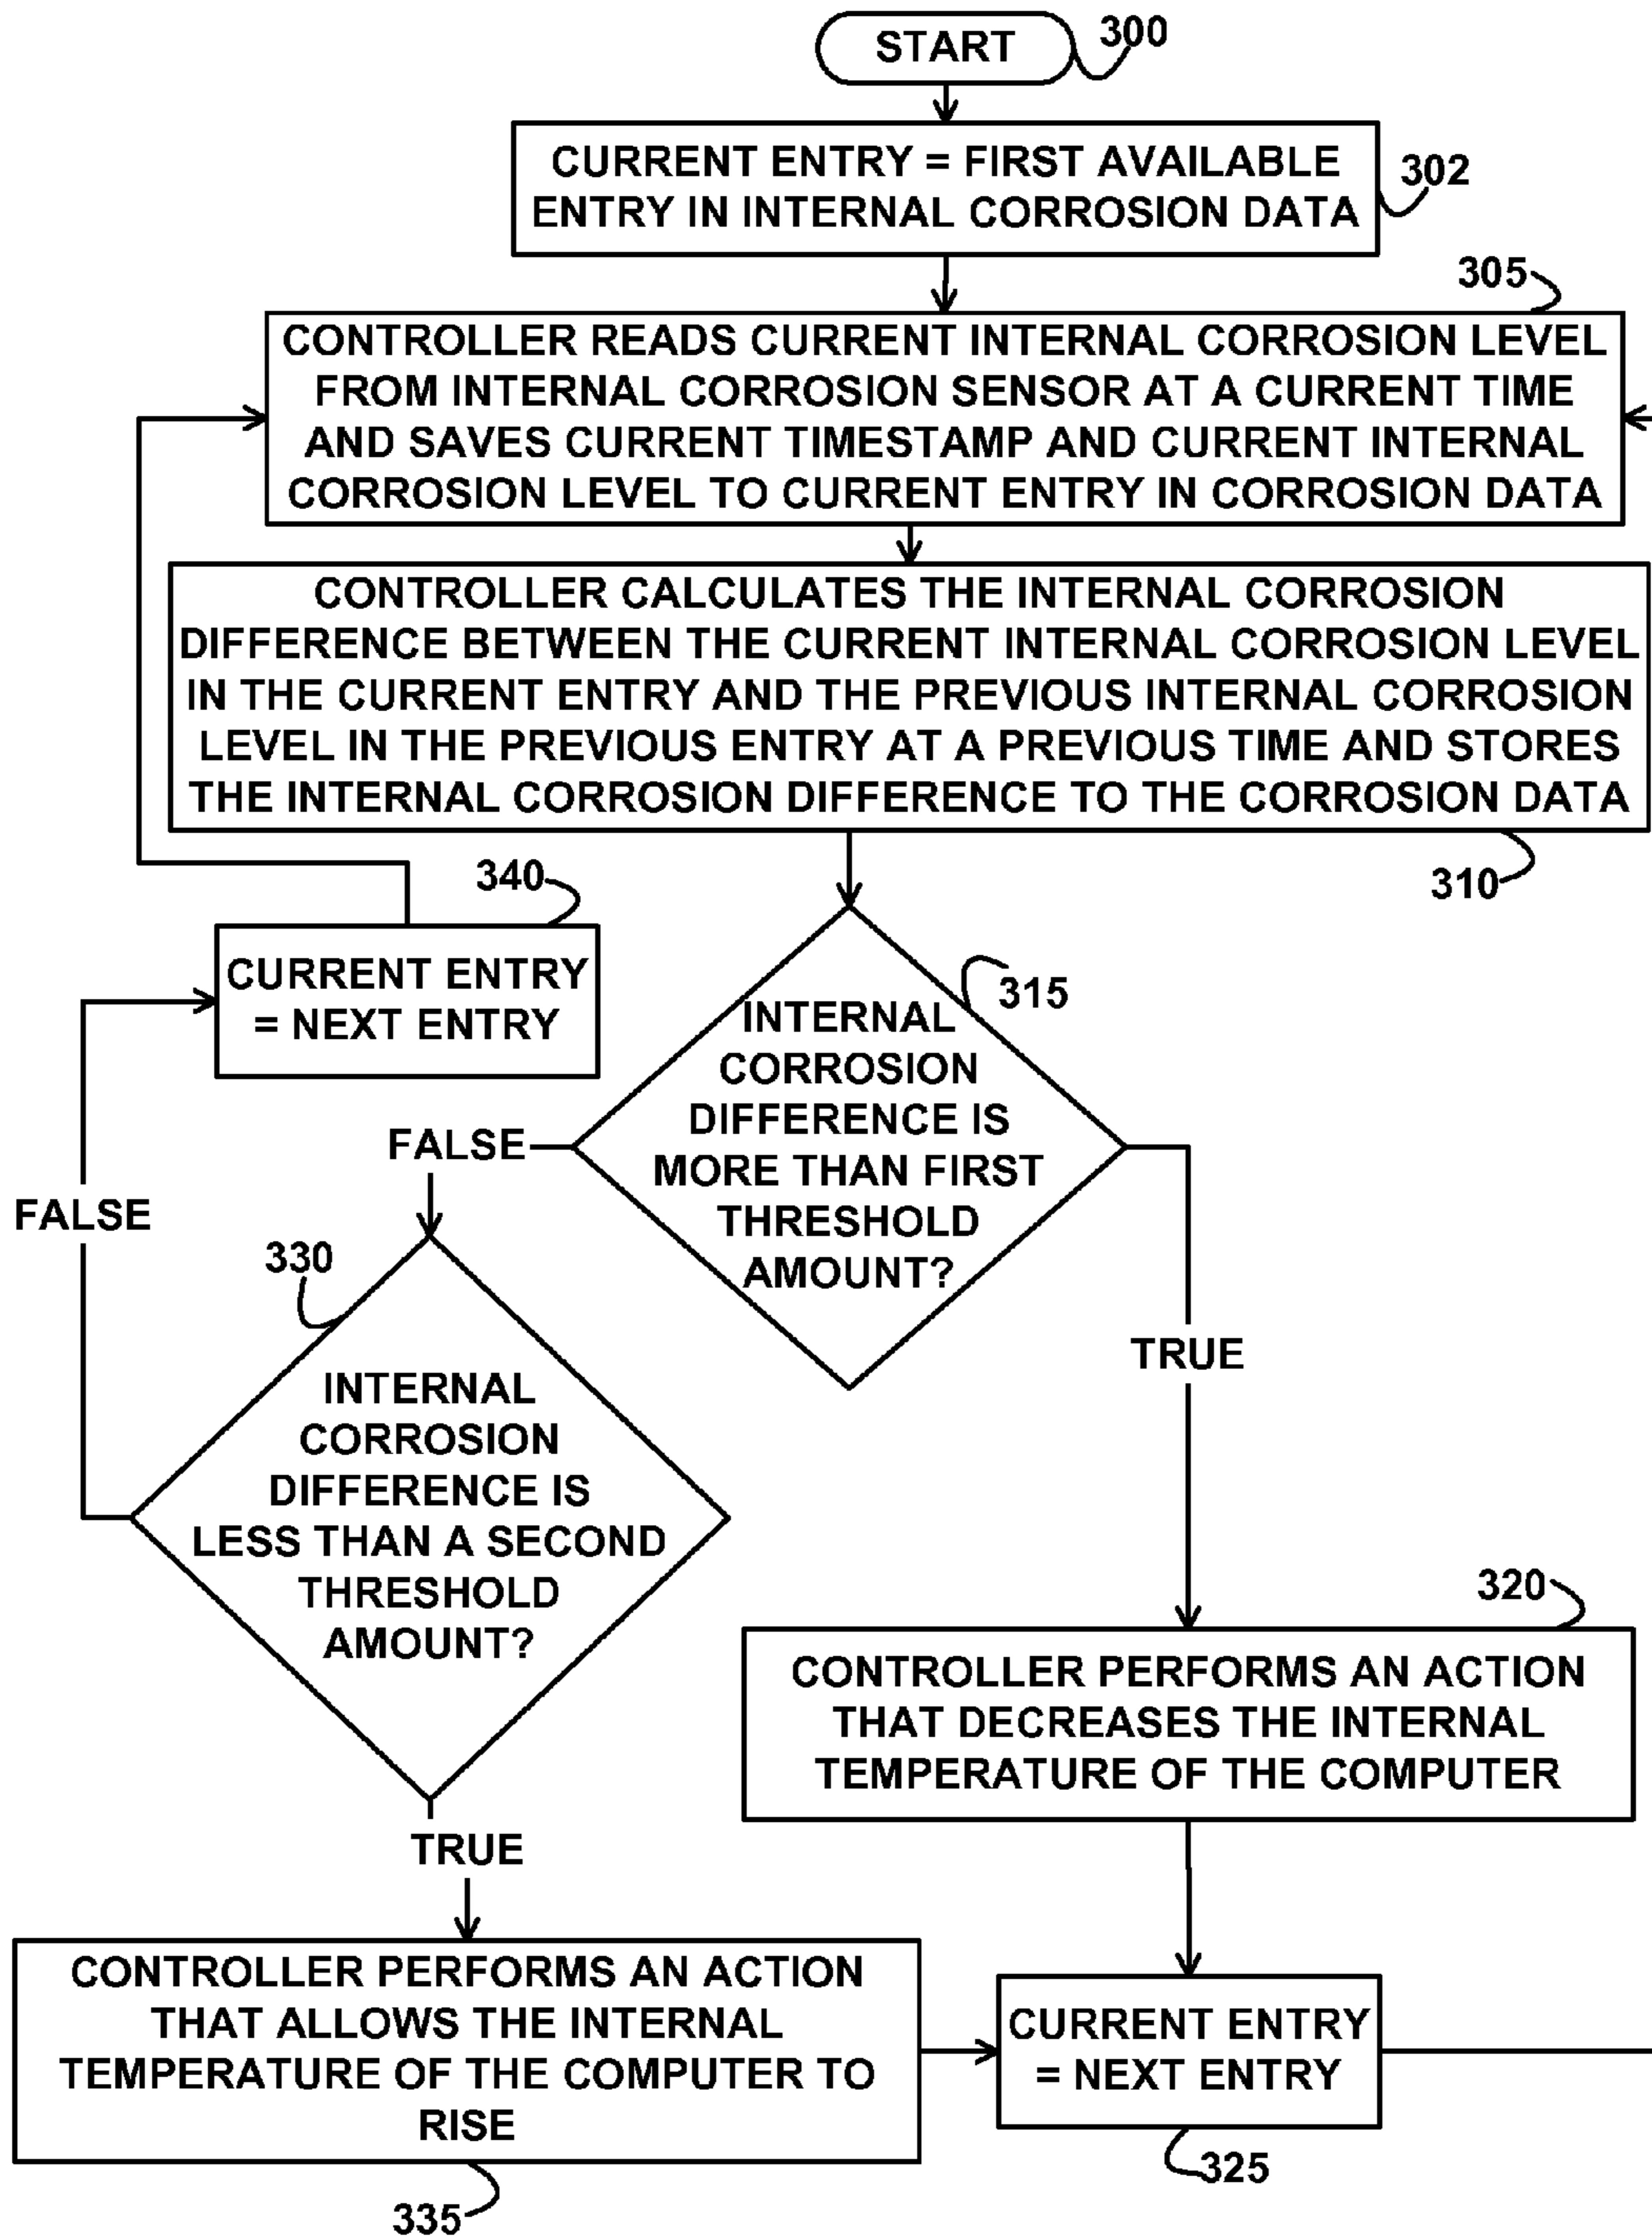 START
300
CURRENT ENTRY = FIRST AVAILABLE
ENTRY IN INTERNAL CORROSION DATA
302
305
CONTROLLER READS CURRENT INTERNAL CORROSION LEVEL
FROM INTERNAL CORROSION SENSOR AT A CURRENT TIME
AND SAVES CURRENT TIMESTAMP AND CURRENT INTERNAL
CORROSION LEVEL TO CURRENT ENTRY IN CORROSION DATA
CONTROLLER CALCULATES THE INTERNAL CORROSION
DIFFERENCE BETWEEN THE CURRENT INTERNAL CORROSION LEVEL
IN THE CURRENT ENTRY AND THE PREVIOUS INTERNAL CORROSION
LEVEL IN THE PREVIOUS ENTRY AT A PREVIOUS TIME AND STORES
THE INTERNAL CORROSION DIFFERENCE TO THE CORROSION DATA
310
340
CURRENT ENTRY
= NEXT ENTRY
315
INTERNAL
CORROSION
DIFFERENCE IS
MORE THAN FIRST
THRESHOLD
AMOUNT?
FALSE
FALSE
TRUE
330
INTERNAL
CORROSION
DIFFERENCE IS
LESS THAN A SECOND
THRESHOLD
AMOUNT?
TRUE
320
CONTROLLER PERFORMS AN ACTION
THAT DECREASES THE INTERNAL
TEMPERATURE OF THE COMPUTER
CONTROLLER PERFORMS AN ACTION
THAT ALLOWS THE INTERNAL
TEMPERATURE OF THE COMPUTER TO
RISE
335
CURRENT ENTRY
= NEXT ENTRY
325